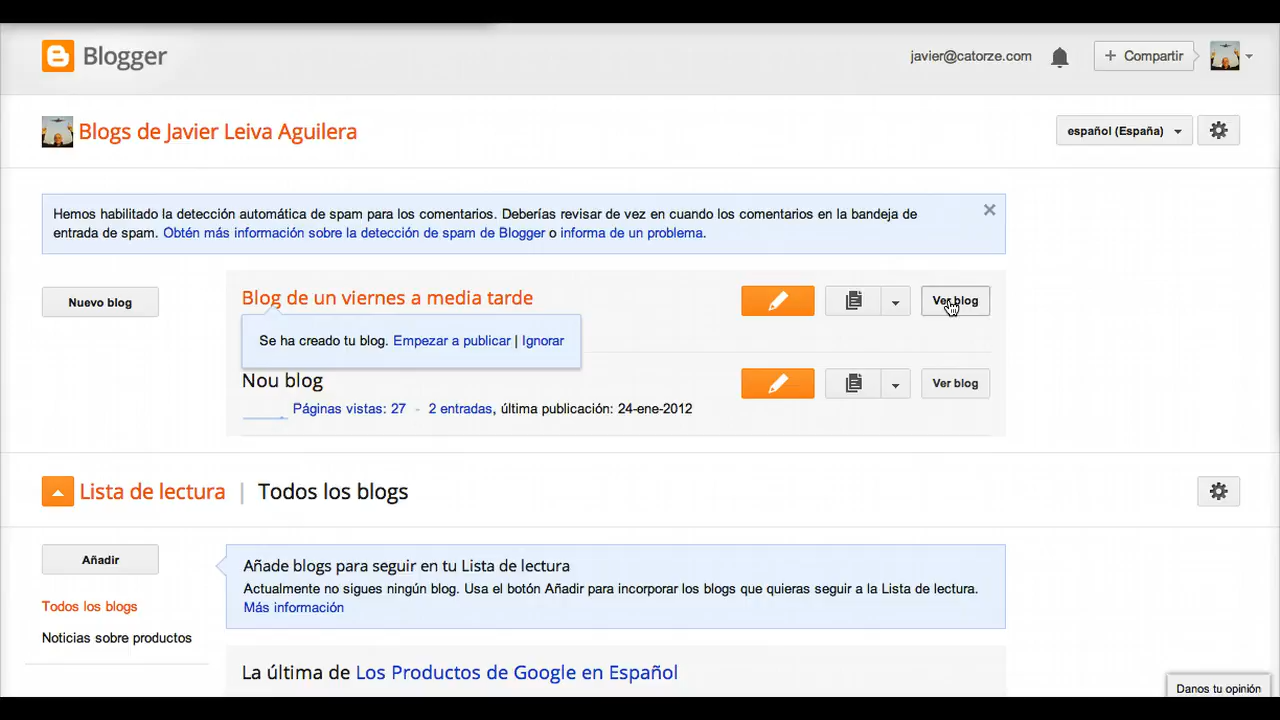 Blogger
javier@catorze.com
+ Compartir
Blogs de Javier Leiva Aguilera
español (España)
Hemos habilitado la detección automática de spam para los comentarios. Deberías revisar de vez en cuando los comentarios en la bandeja de
entrada de spam. Obtén más información sobre la detección de spam de Blogger o informa de un problema.
Nuevo blog
Blog de un viernes a media tarde
Ver blog
Se ha creado tu blog. Empezar a publicar | Ignorar
Nou blog
Ver blog
Páginas vistas: 27 - 2 entradas, última publicación: 24-ene-2012
Lista de lectura | Todos los blogs
Añadir
Añade blogs para seguir en tu Lista de lectura
Actualmente no sigues ningún blog. Usa el botón Añadir para incorporar los blogs que quieras seguir a la Lista de lectura.
Más información
Todos los blogs
Noticias sobre productos
La última de Los Productos de Google en Español
Danos tu opinión